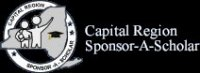 CAPITAL REGION
SPONSOR-A-SCHOLAR
Capital Region
Sponsor-A-Scholar